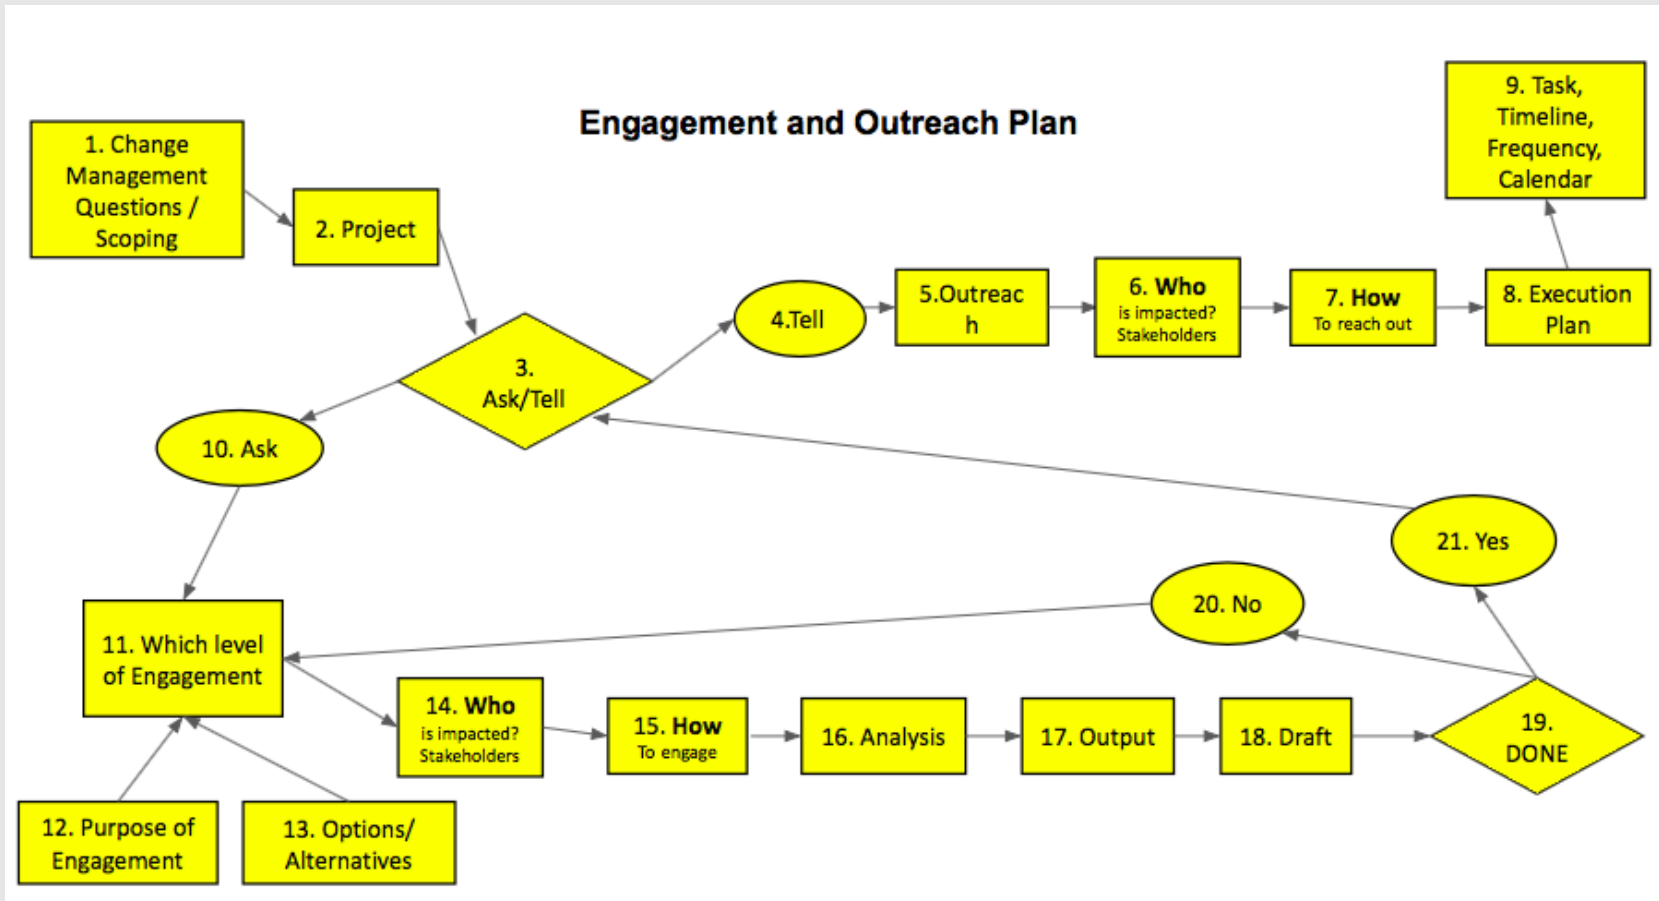 Engagement and Outreach Plan
1. Change
Management
Questions /
Scoping
2. Project
3.
Ask/Tell
4.Tell
5.Outreac
h
6. Who
is impacted?
Stakeholders
7. How
To reach out
8. Execution
Plan
9. Task,
Timeline,
Frequency,
Calendar
10. Ask
11. Which level
of Engagement
12. Purpose of
Engagement
13. Options/
Alternatives
14. Who
is impacted?
Stakeholders
15. How
To engage
16. Analysis
17. Output
18. Draft
19.
DONE
20. No
21. Yes